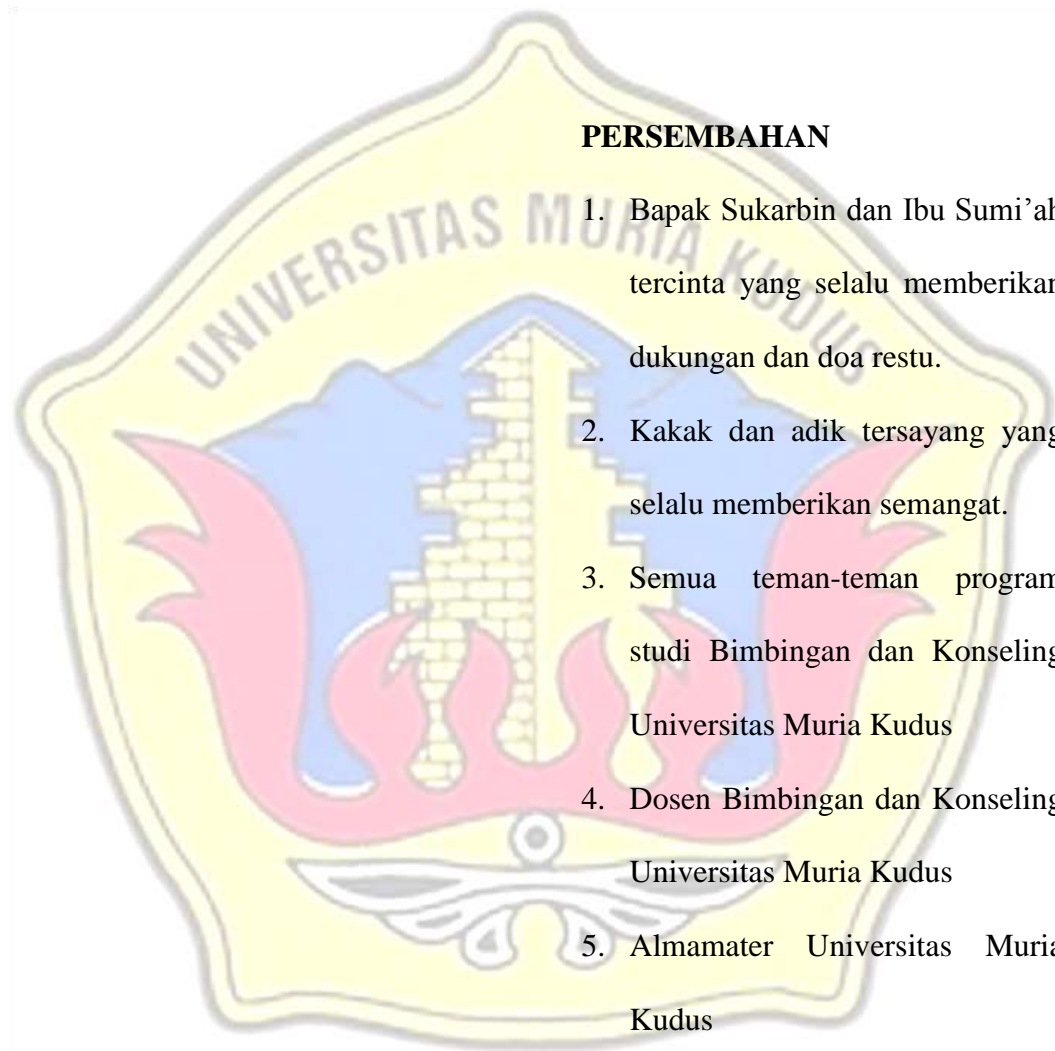 PERSEMBAHAN
1. Bapak Sukarbin dan Ibu Sumi’ah
tercinta yang selalu memberikan
dukungan dan doa restu.
2. Kakak dan adik tersayang yang
selalu memberikan semangat.
3. Semua teman-teman program
studi Bimbingan dan Konseling
Universitas Muria Kudus
4. Dosen Bimbingan dan Konseling
Universitas Muria Kudus
5. Almamater Universitas Muria
Kudus
UNIVERSITAS MURIA KUDUS